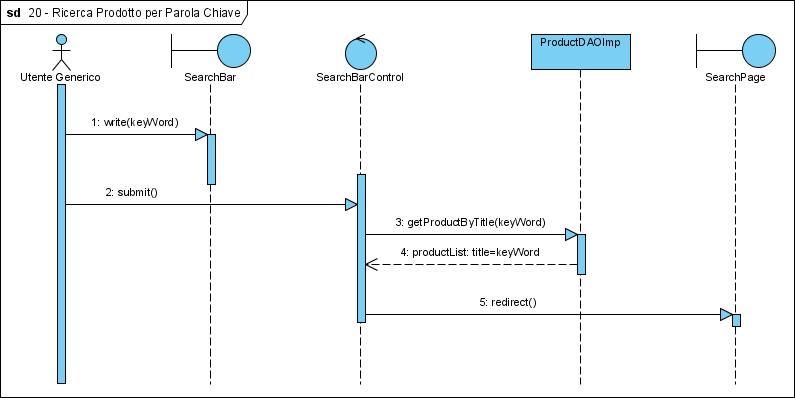 sd 20 - Ricerca Prodotto per Parola Chiave
Utente Generico
SearchBar
SearchBarControl
ProductDAOImp
SearchPage
1: write(keyWord)
2: submit()
3: getProductByTitle(keyWord)
4: productList: title=keyWord
5: redirect()